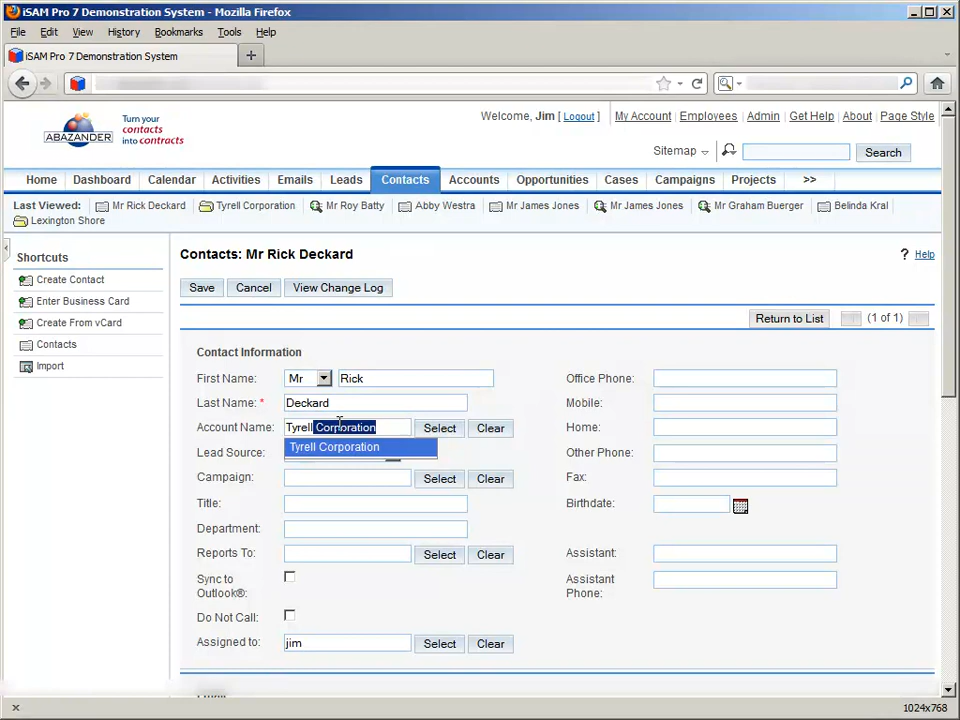 iSAM Pro 7 Demonstration System - Mozilla Firefox
File Edit View History Bookmarks Tools Help
iSAM Pro 7 Demonstration System
ABAZANDER
Turn your
contacts
into contracts
Welcome, Jim [ Logout ] My Account Employees Admin Get Help About Page Style
Sitemap Search
Home Dashboard Calendar Activities Emails Leads Contacts Accounts Opportunities Cases Campaigns Projects >>
Last Viewed: Mr Rick Deckard Tyrell Corporation Mr Roy Batty Abby Westra Mr James Jones Mr James Jones Mr Graham Buerger Belinda Kral
Lexington Shore
Shortcuts
Create Contact
Enter Business Card
Create From vCard
Contacts
Import
Contacts: Mr Rick Deckard
? Help
Save Cancel View Change Log
Return to List (1 of 1)
Contact Information
First Name: Mr Rick Office Phone:
Last Name: * Deckard Mobile:
Account Name: Tyrell Corporation Select Clear Home:
Tyrell Corporation
Lead Source: Other Phone:
Campaign: Select Clear Fax:
Title: Birthdate:
Department:
Reports To: Select Clear Assistant:
Sync to
Outlook®:
Assistant
Phone:
Do Not Call:
Assigned to: jim Select Clear
1024x768